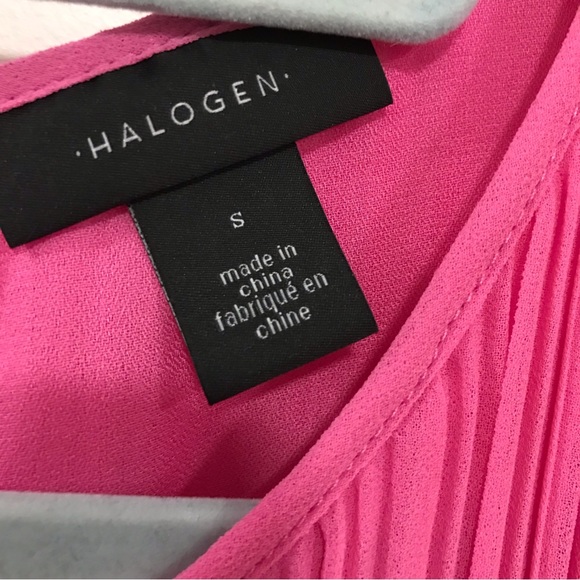 ·HALOGEN·
S
made in
china
fabriqué en
chine